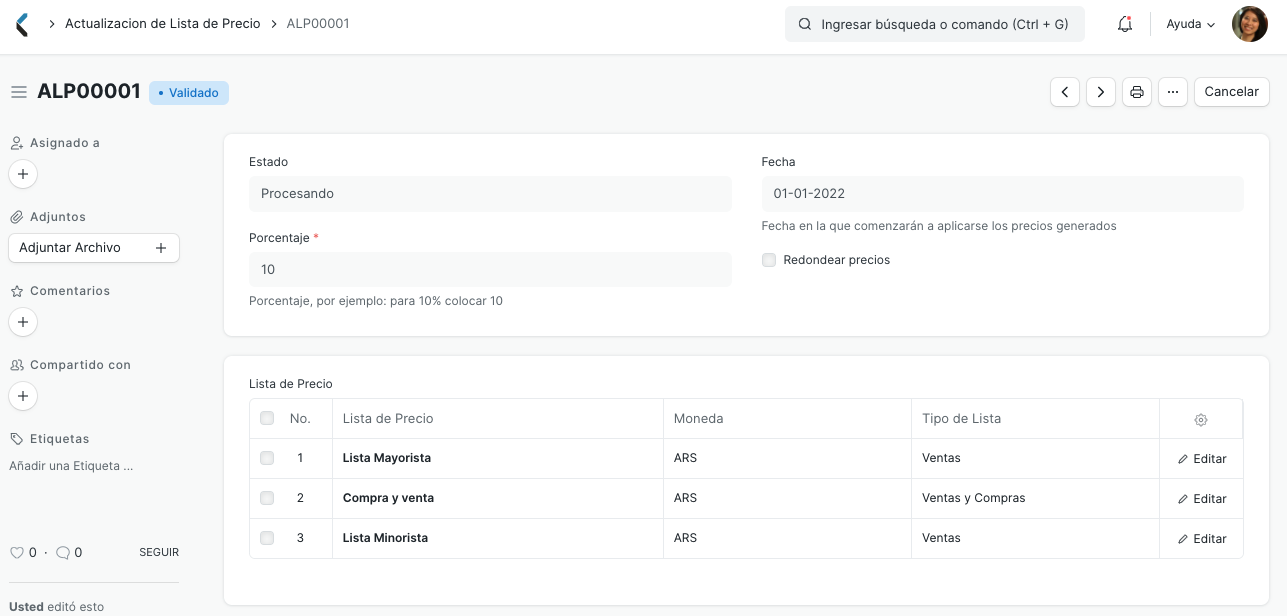 Actualizacion de Lista de Precio > ALP00001
Ingresar búsqueda o comando (Ctrl + G)
Ayuda
ALP00001
• Validado
Cancelar
Asignado a
Adjuntos
Adjuntar Archivo
Comentarios
Compartido con
Etiquetas
Añadir una Etiqueta ...
0 · 0 SEGUIR
Usted editó esto
Estado
Procesando
Porcentaje *
10
Porcentaje, por ejemplo: para 10% colocar 10
Fecha
01-01-2022
Fecha en la que comenzarán a aplicarse los precios generados
Redondear precios
Lista de Precio
No. Lista de Precio Moneda Tipo de Lista
1 Lista Mayorista ARS Ventas Editar
2 Compra y venta ARS Ventas y Compras Editar
3 Lista Minorista ARS Ventas Editar